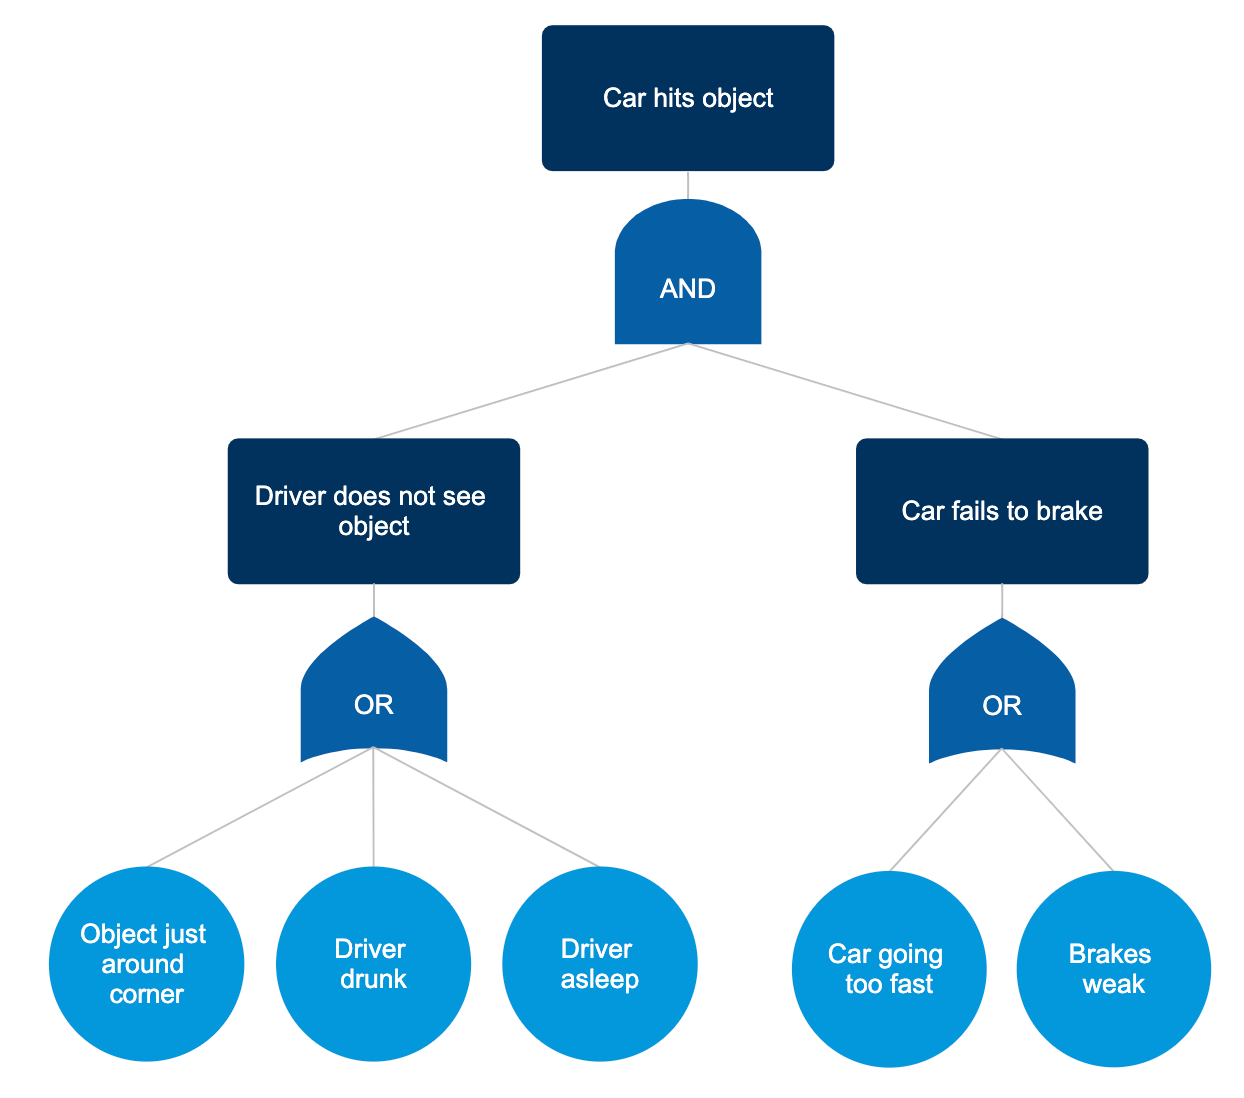 Car hits object
AND
Driver does not see
object
Car fails to brake
OR
OR
Object just
around
corner
Driver
drunk
Driver
asleep
Car going
too fast
Brakes
weak